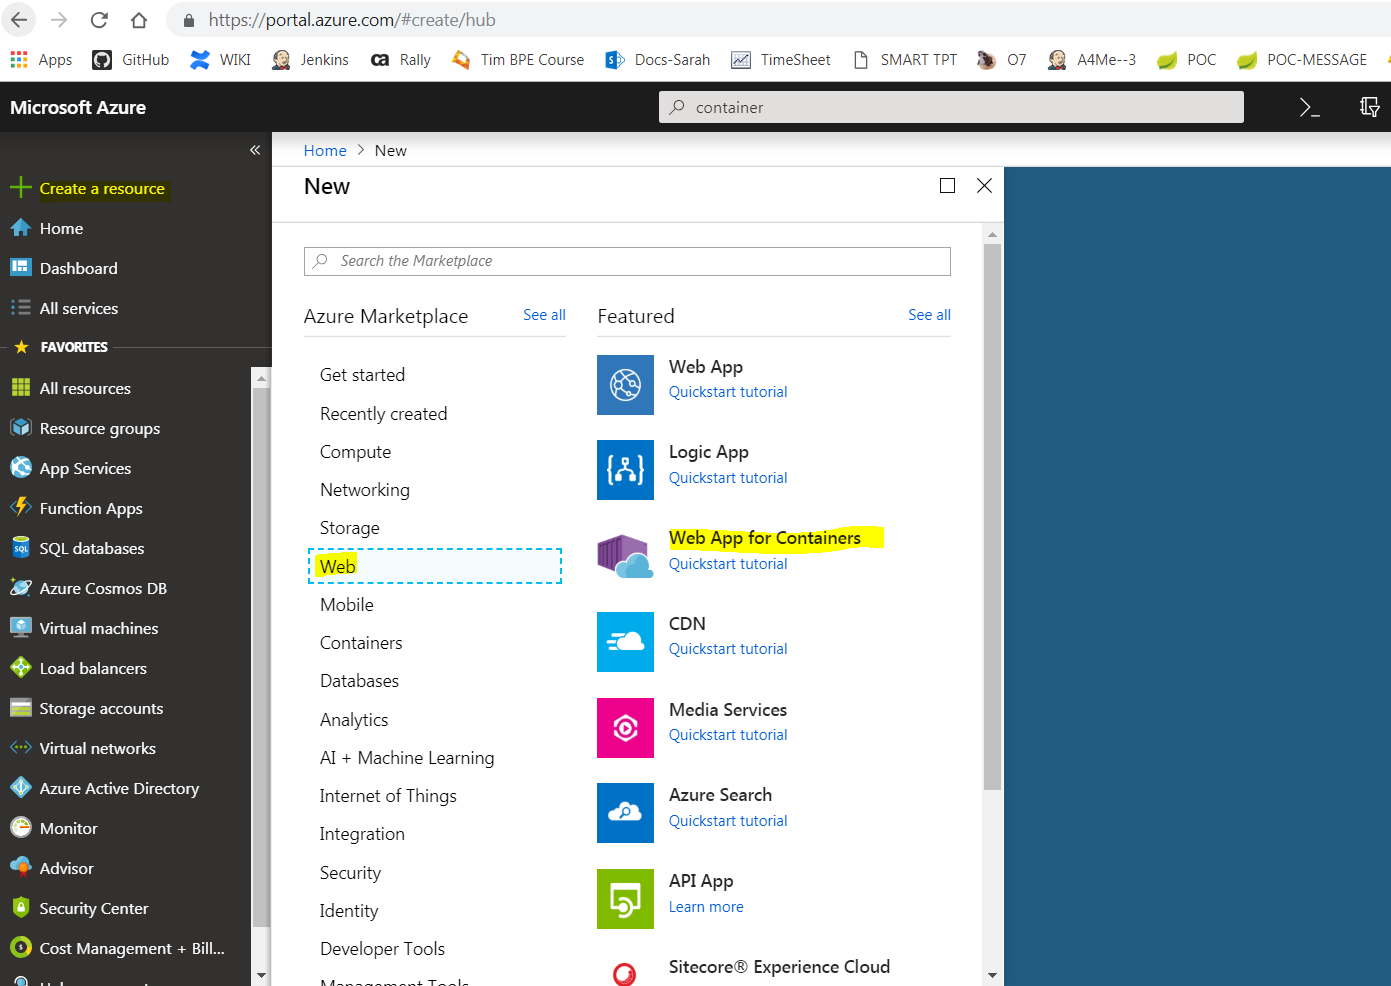 https://portal.azure.com/#create/hub
Apps GitHub WIKI Jenkins ca Rally Tim BPE Course Docs-Sarah TimeSheet SMART TPT O7 A4Me--3 POC POC-MESSAGE
Microsoft Azure
container
Home > New
New
Create a resource
Home
Dashboard
All services
FAVORITES
All resources
Resource groups
App Services
Function Apps
SQL
SQL databases
Azure Cosmos DB
Virtual machines
Load balancers
Storage accounts
Virtual networks
Azure Active Directory
Monitor
Advisor
Security Center
Cost Management + Bill...
Search the Marketplace
Azure Marketplace See all
Get started
Recently created
Compute
Networking
Storage
Web
Mobile
Containers
Databases
Analytics
AI + Machine Learning
Internet of Things
Integration
Security
Identity
Developer Tools
Management Tools
Featured See all
Web App
Quickstart tutorial
Logic App
Quickstart tutorial
Web App for Containers
Quickstart tutorial
CDN
Quickstart tutorial
Media Services
Quickstart tutorial
Azure Search
Quickstart tutorial
API App
Learn more
Sitecore® Experience Cloud